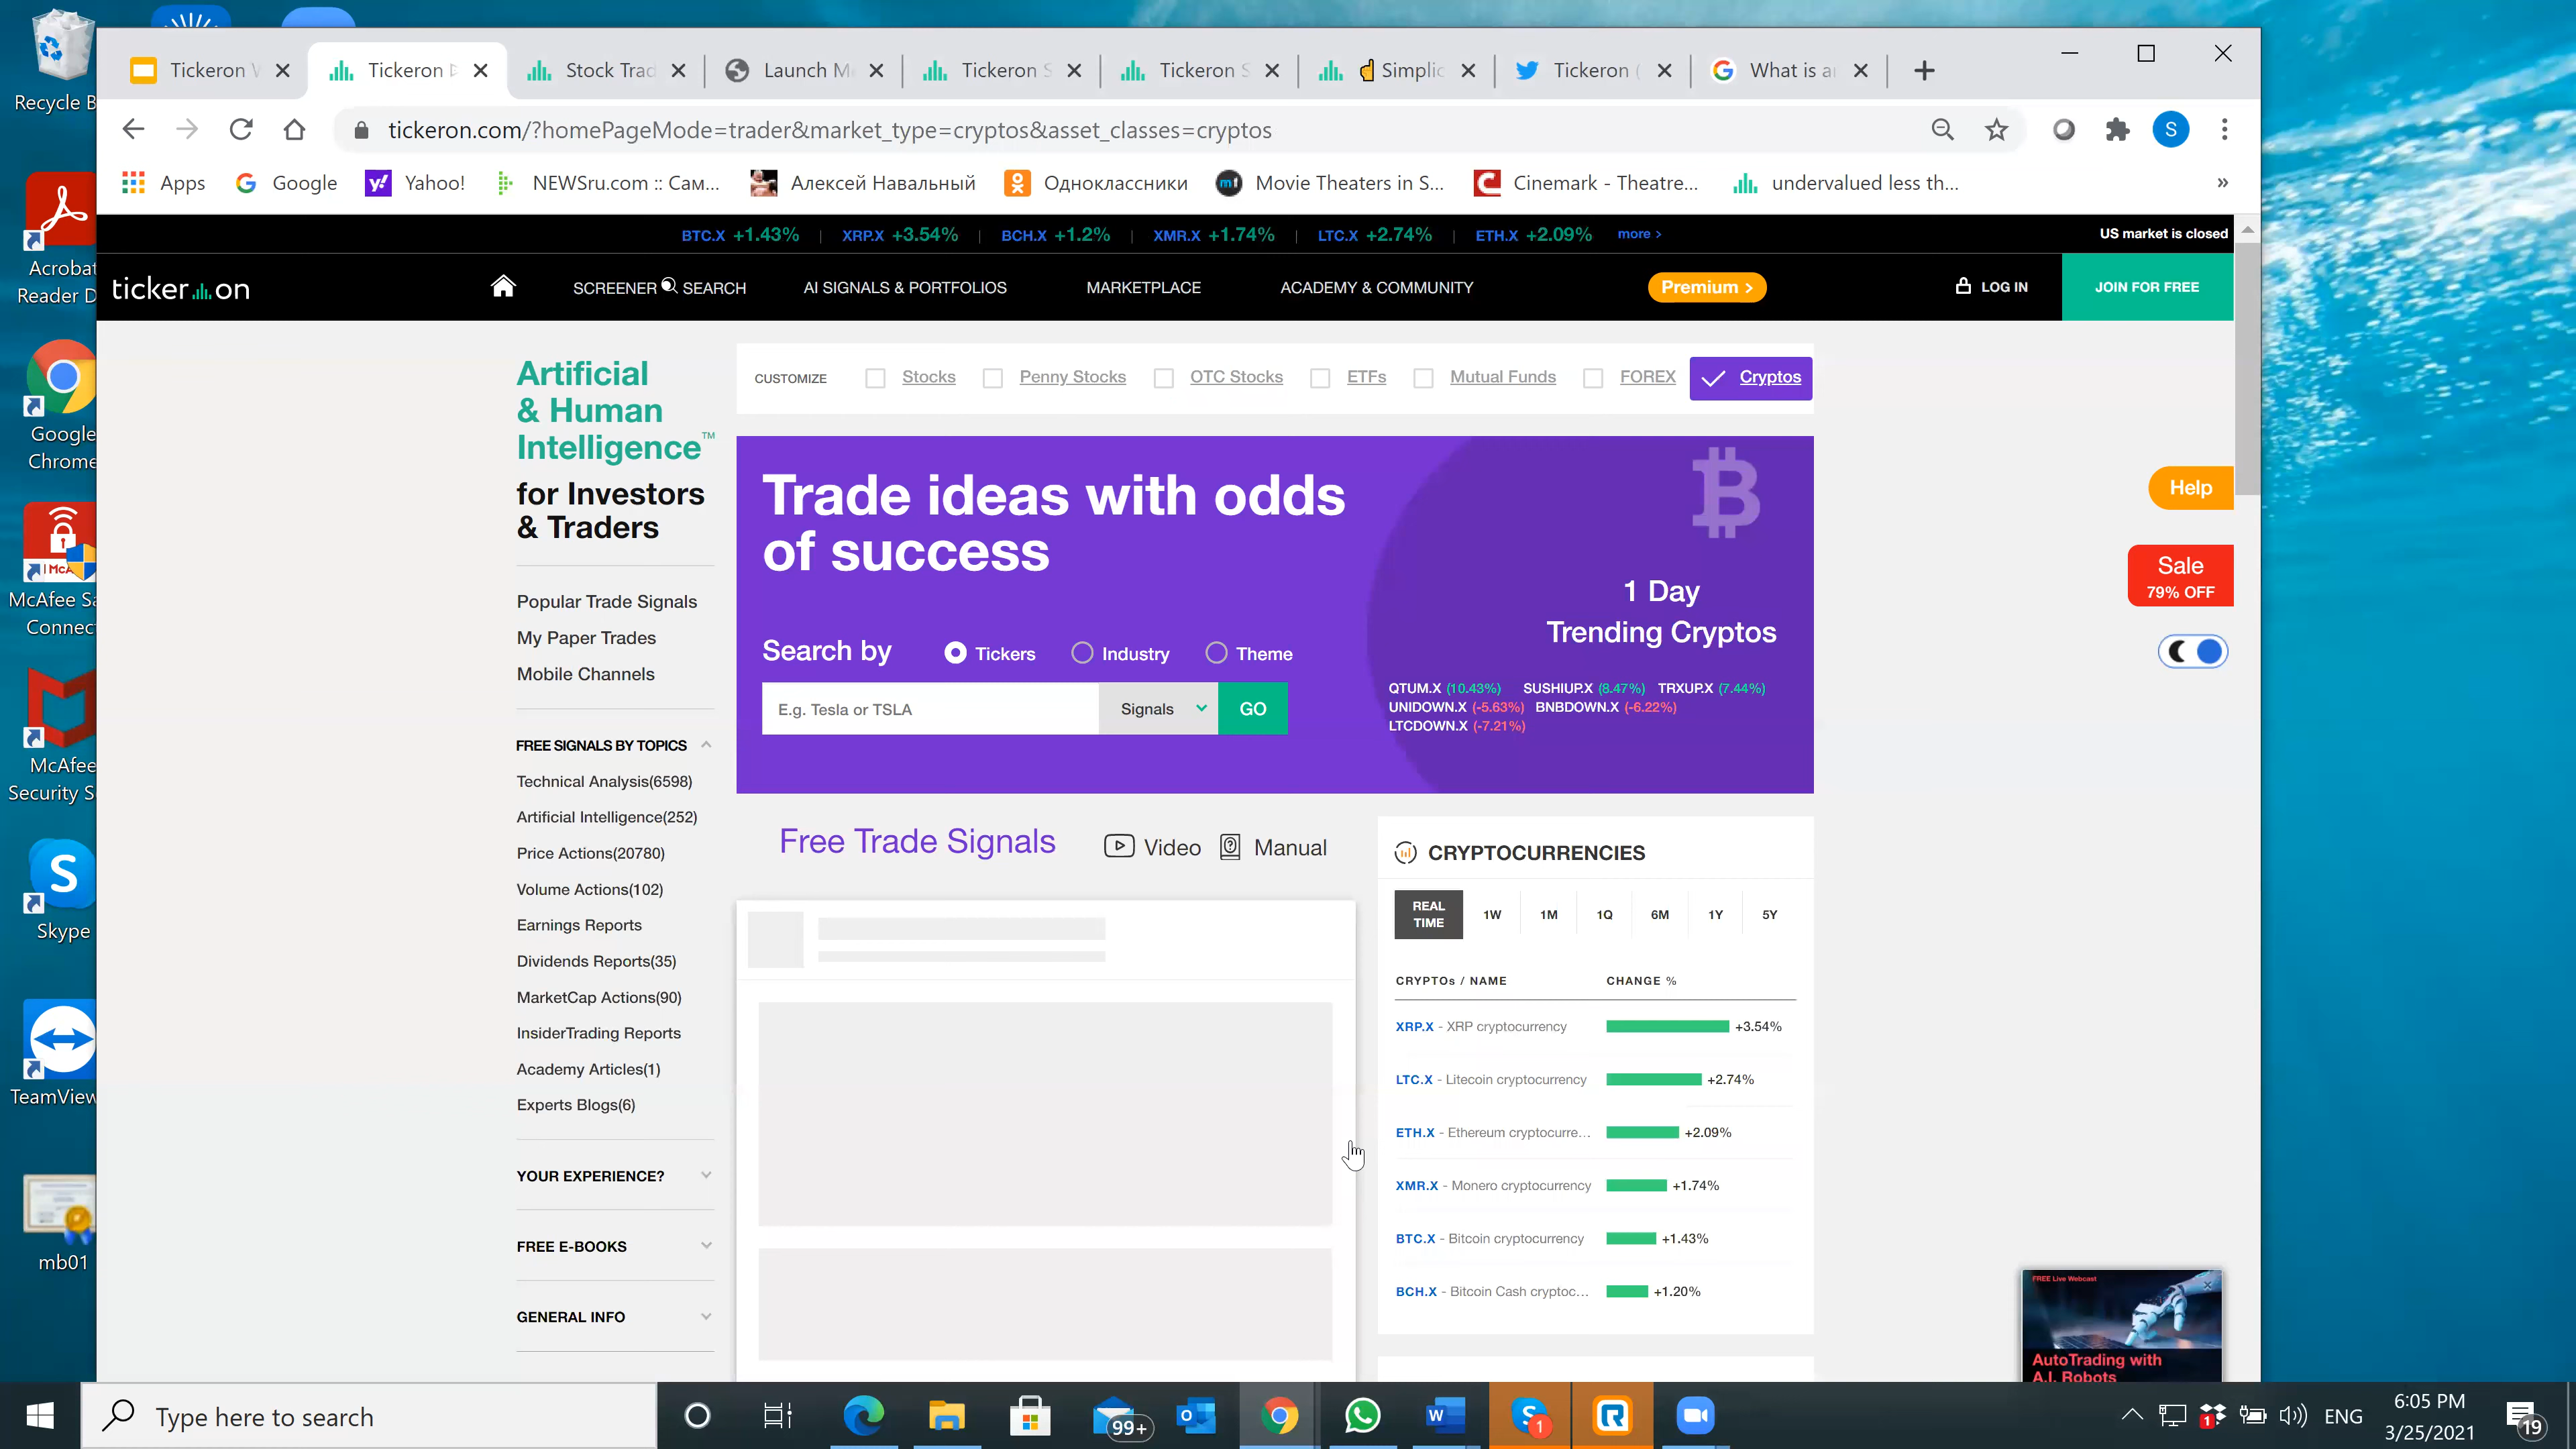 Recycle B
Acrobat
Reader D
Google
Chrome
McAfee Sa
Connec
McAfee
Security S
Skype
TeamView
mb01
Tickeron
Tickeron
Stock Trad
Launch M
Tickeron S
Tickeron S
Simplic
Tickeron (
What is a
tickeron.com/?homePageMode=trader&market_type=cryptos&asset_classes=cryptos
S
Apps
Google
Yahoo!
NEWSru.com :: Сам...
Алексей Навальный
Одноклассники
Movie Theaters in S...
Cinemark - Theatre...
undervalued less th...
»
BTC.X +1.43% | XRP.X +3.54% | BCH.X +1.2% | XMR.X +1.74% | LTC.X +2.74% | ETH.X +2.09% more >
US market is closed
tickeron
SCREENER SEARCH
AI SIGNALS & PORTFOLIOS
MARKETPLACE
ACADEMY & COMMUNITY
Premium >
LOG IN
JOIN FOR FREE
Artificial
& Human
Intelligence™
for Investors
& Traders
Popular Trade Signals
My Paper Trades
Mobile Channels
FREE SIGNALS BY TOPICS
Technical Analysis(6598)
Artificial Intelligence(252)
Price Actions(20780)
Volume Actions(102)
Earnings Reports
Dividends Reports(35)
MarketCap Actions(90)
InsiderTrading Reports
Academy Articles(1)
Experts Blogs(6)
YOUR EXPERIENCE?
FREE E-BOOKS
GENERAL INFO
CUSTOMIZE
Stocks
Penny Stocks
OTC Stocks
ETFs
Mutual Funds
FOREX
Cryptos
Trade ideas with odds
of success
Search by
Tickers
Industry
Theme
E.g. Tesla or TSLA
Signals
GO
1 Day
Trending Cryptos
QTUM.X (10.43%) SUSHIUP.X (8.47%) TRXUP.X (7.44%)
UNIDOWN.X (-5.63%) BNBDOWN.X (-6.22%)
LTCDOWN.X (-7.21%)
Free Trade Signals
Video
Manual
CRYPTOCURRENCIES
REAL
TIME
1W
1M
1Q
6M
1Y
5Y
CRYPTOs / NAME
CHANGE %
XRP.X - XRP cryptocurrency +3.54%
LTC.X - Litecoin cryptocurrency +2.74%
ETH.X - Ethereum cryptocurre... +2.09%
XMR.X - Monero cryptocurrency +1.74%
BTC.X - Bitcoin cryptocurrency +1.43%
BCH.X - Bitcoin Cash cryptoc... +1.20%
Help
Sale
79% OFF
FREE Live Webcast
AutoTrading with
A.I. Robots
Type here to search
99+
1
1
ENG
6:05 PM
3/25/2021
19